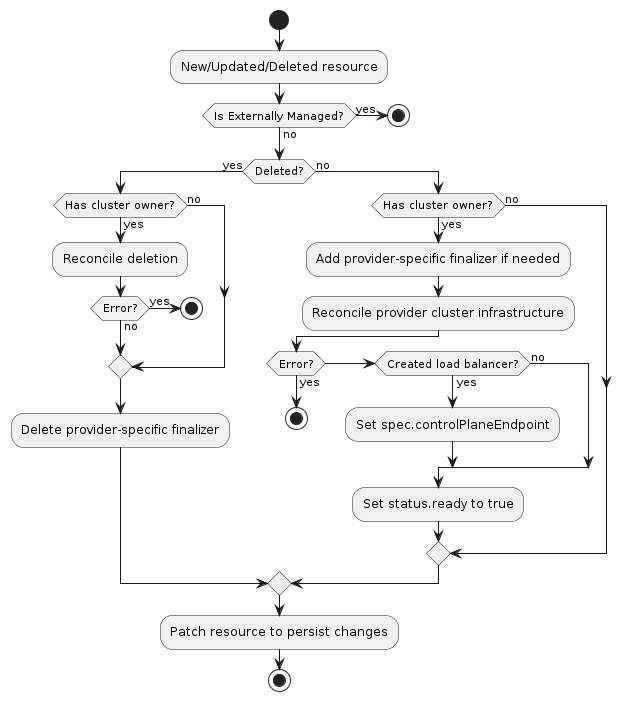 New/Updated/Deleted resource
Is Externally Managed?
yes
no
Deleted?
yes
no
Has cluster owner?
no
yes
Reconcile deletion
Error?
yes
no
Delete provider-specific finalizer
Has cluster owner?
no
yes
Add provider-specific finalizer if needed
Reconcile provider cluster infrastructure
Error?
yes
Created load balancer?
no
yes
Set spec.controlPlaneEndpoint
Set status.ready to true
Patch resource to persist changes